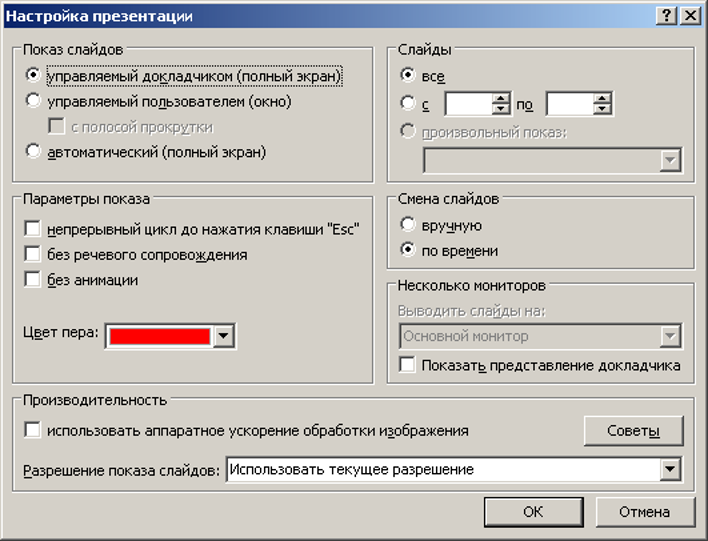 Настройка презентации
Показ слайдов
управляемый докладчиком (полный экран)
управляемый пользователем (окно)
с полосой прокрутки
автоматический (полный экран)
Слайды
все
с по
произвольный показ:
Параметры показа
непрерывный цикл до нажатия клавиши "Esc"
без речевого сопровождения
без анимации
Цвет пера:
Смена слайдов
вручную
по времени
Несколько мониторов
Выводить слайды на:
Основной монитор
Показать представление докладчика
Производительность
использовать аппаратное ускорение обработки изображения
Советы
Разрешение показа слайдов: Использовать текущее разрешение
ОК Отмена